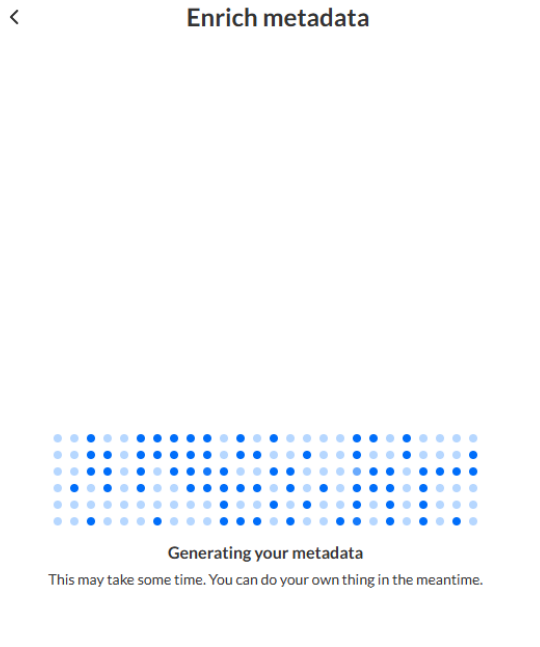 Enrich metadata
Generating your metadata
This may take some time. You can do your own thing in the meantime.